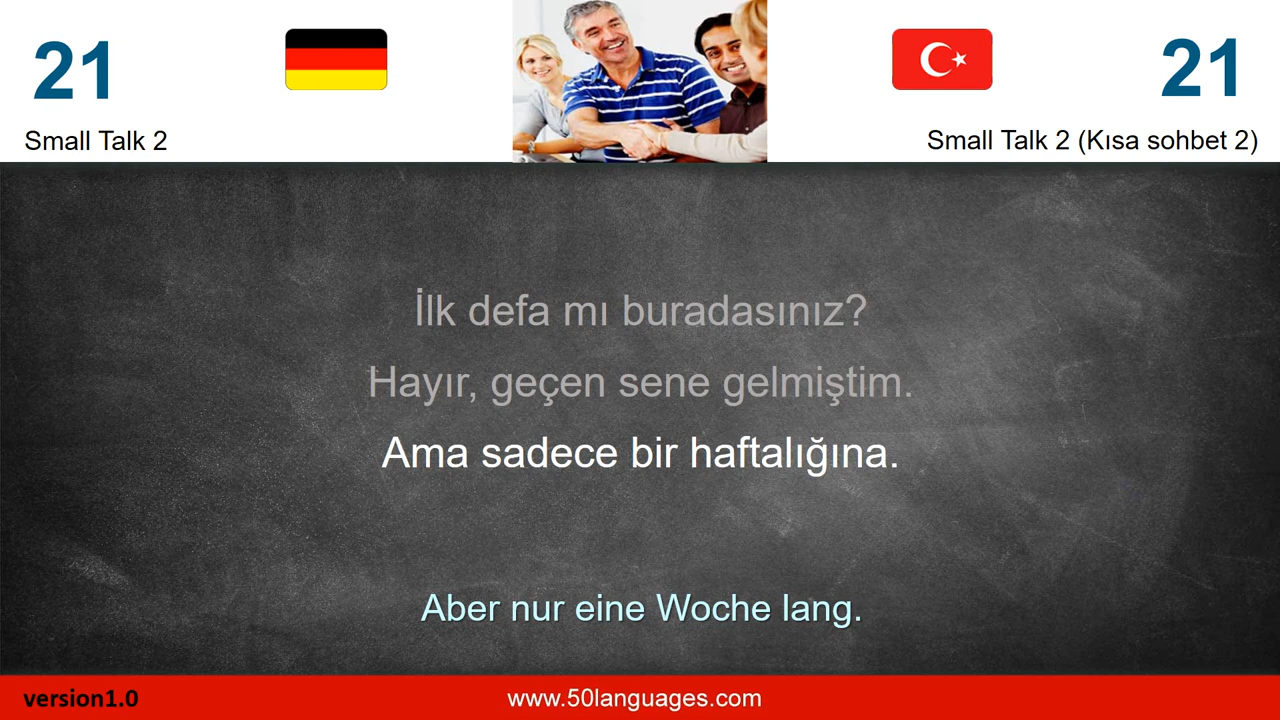 21
21
Small Talk 2
Small Talk 2 (Kısa sohbet 2)
İlk defa mı buradasınız?
Hayır, geçen sene gelmiştim.
Ama sadece bir haftalığına.
Aber nur eine Woche lang.
version1.0
www.50languages.com